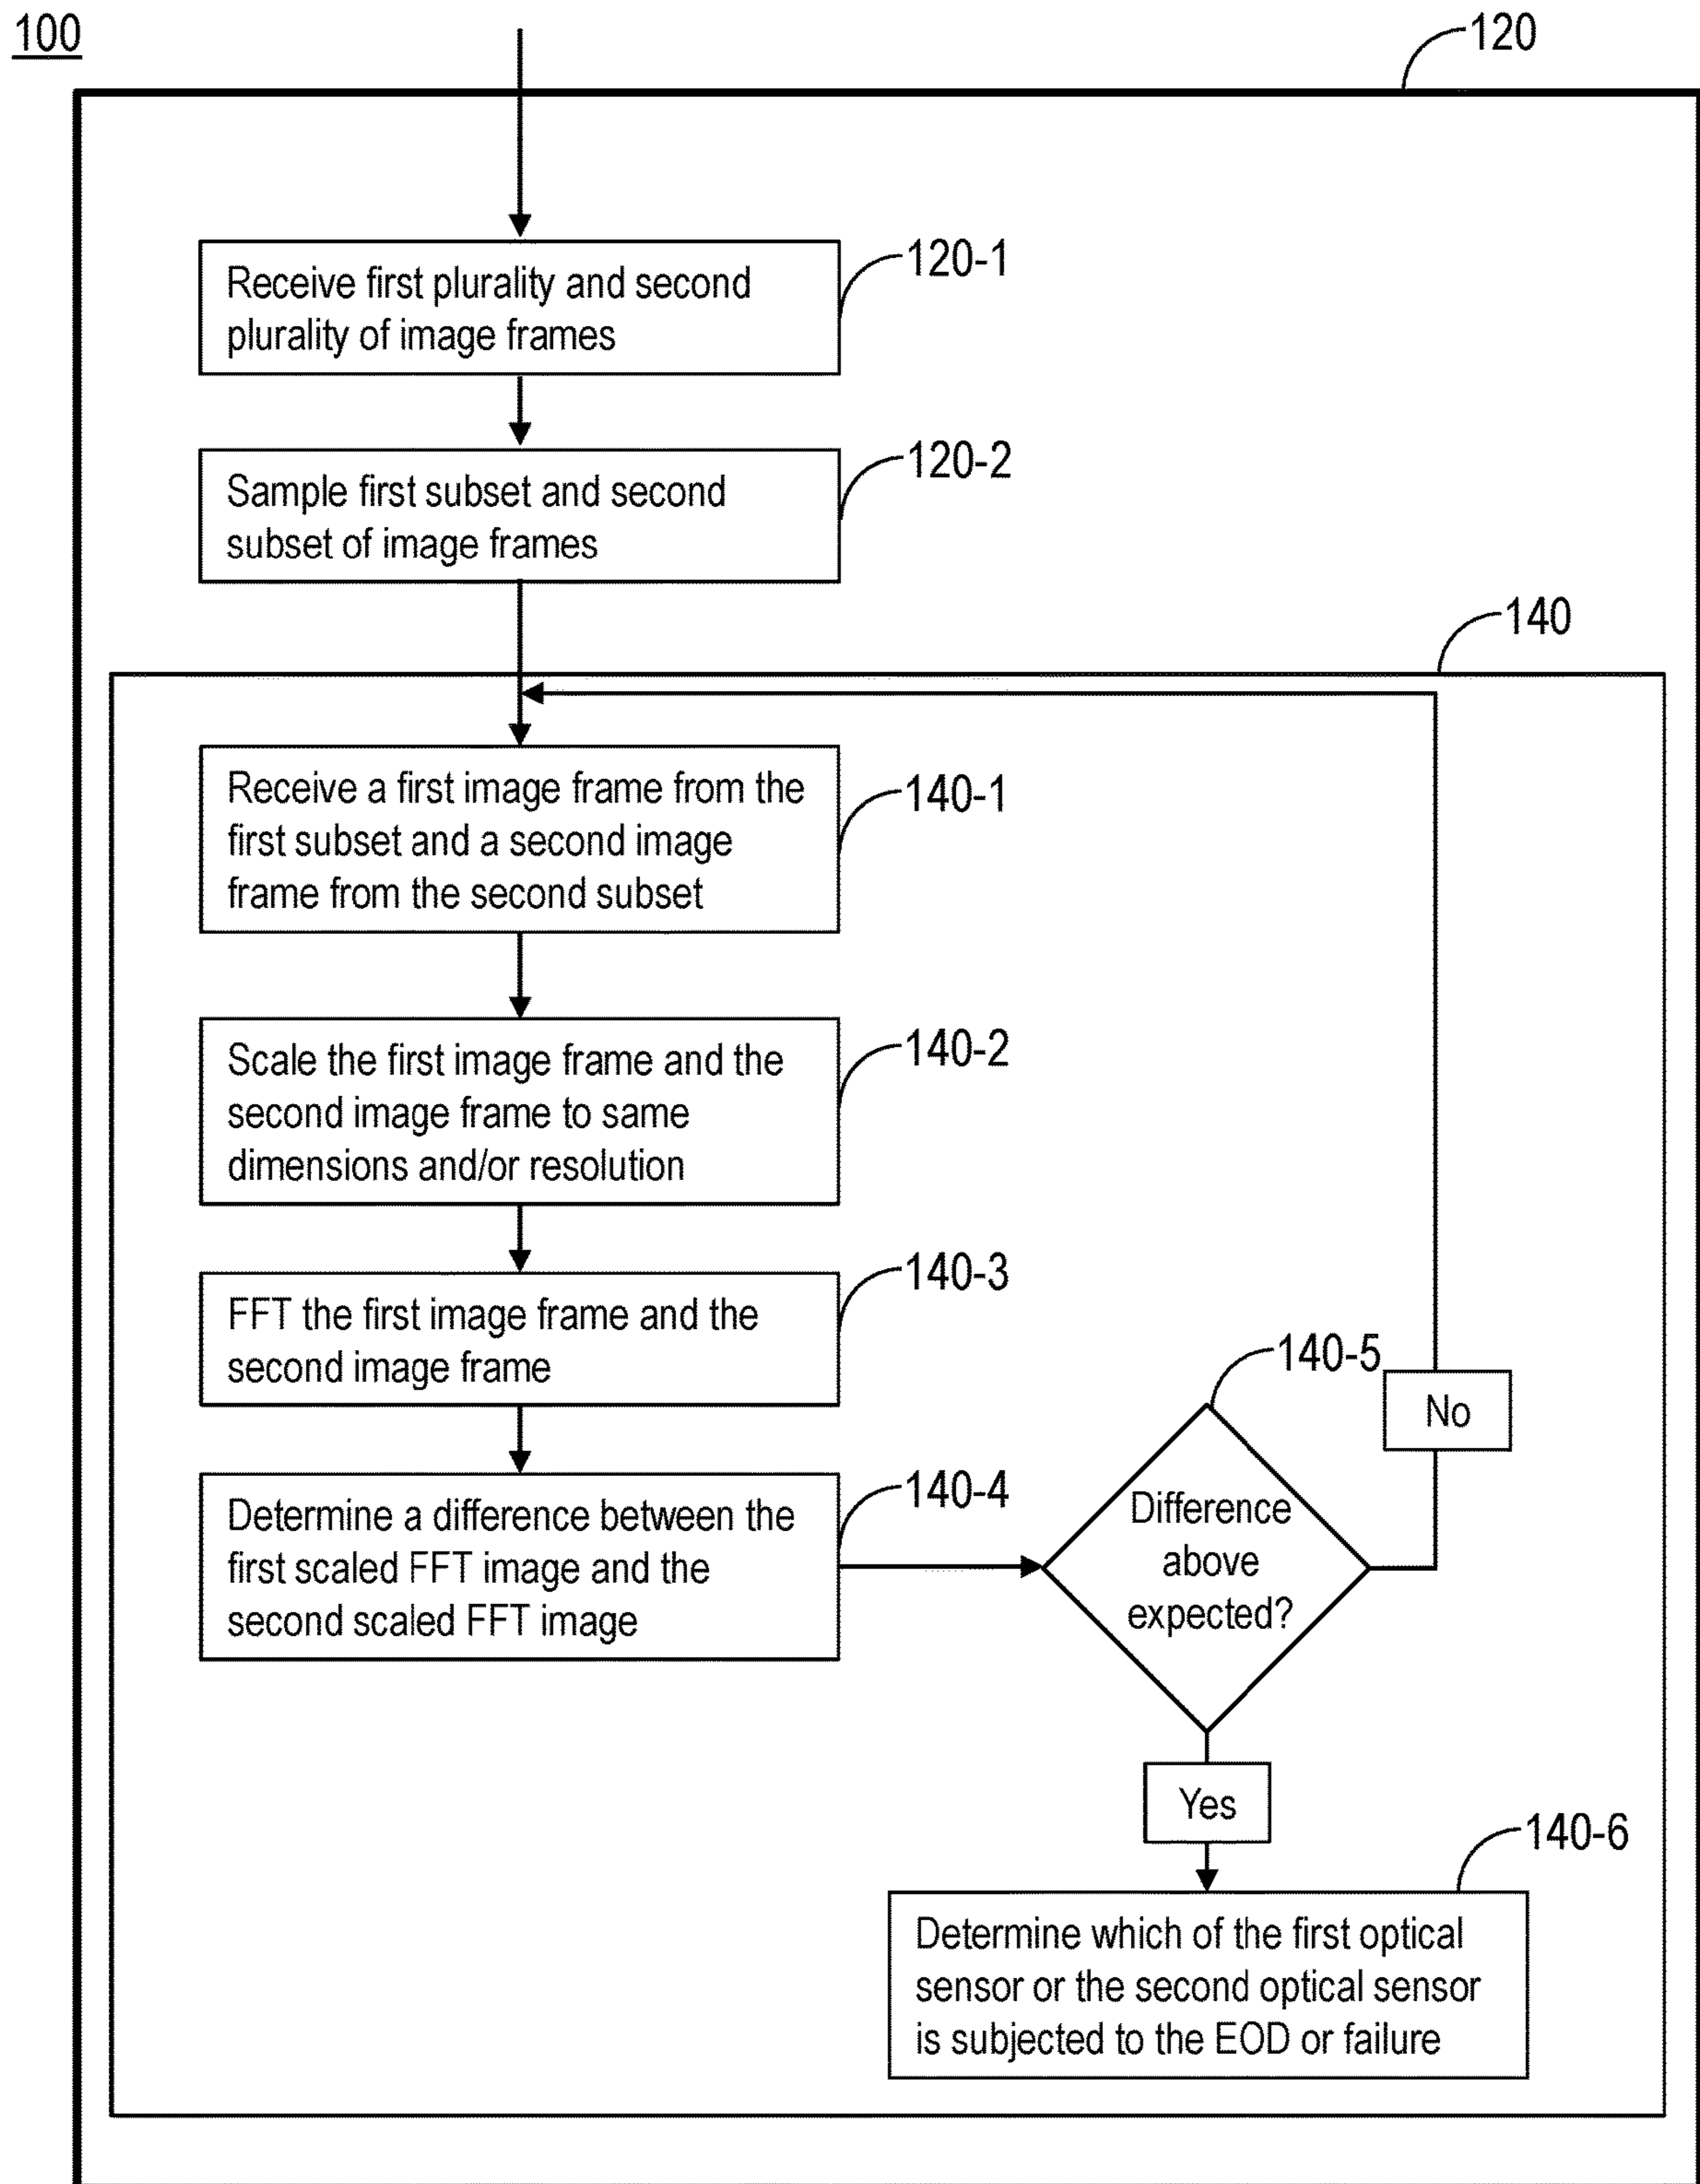 100
120
120-1
Receive first plurality and second
plurality of image frames
120-2
Sample first subset and second
subset of image frames
140
140-1
Receive a first image frame from the
first subset and a second image
frame from the second subset
140-2
Scale the first image frame and the
second image frame to same
dimensions and/or resolution
140-3
FFT the first image frame and the
second image frame
140-4
Determine a difference between the
first scaled FFT image and the
second scaled FFT image
140-5
Difference
above
expected?
No
Yes
140-6
Determine which of the first optical
sensor or the second optical sensor
is subjected to the EOD or failure